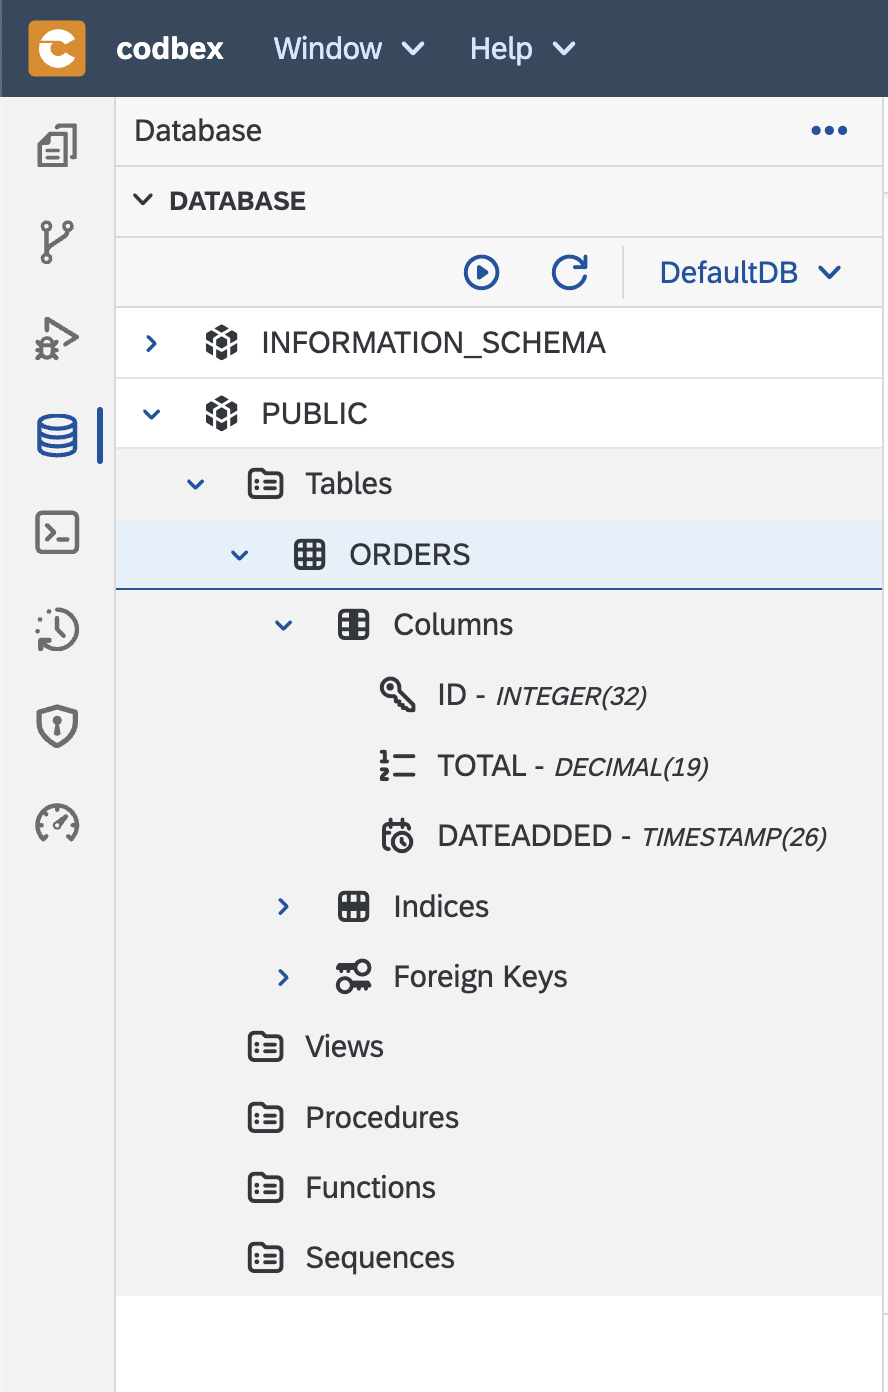 codbex Window Help
Database
DATABASE
DefaultDB
INFORMATION_SCHEMA
PUBLIC
Tables
ORDERS
Columns
ID - INTEGER(32)
TOTAL - DECIMAL(19)
DATEADDED - TIMESTAMP(26)
Indices
Foreign Keys
Views
Procedures
Functions
Sequences